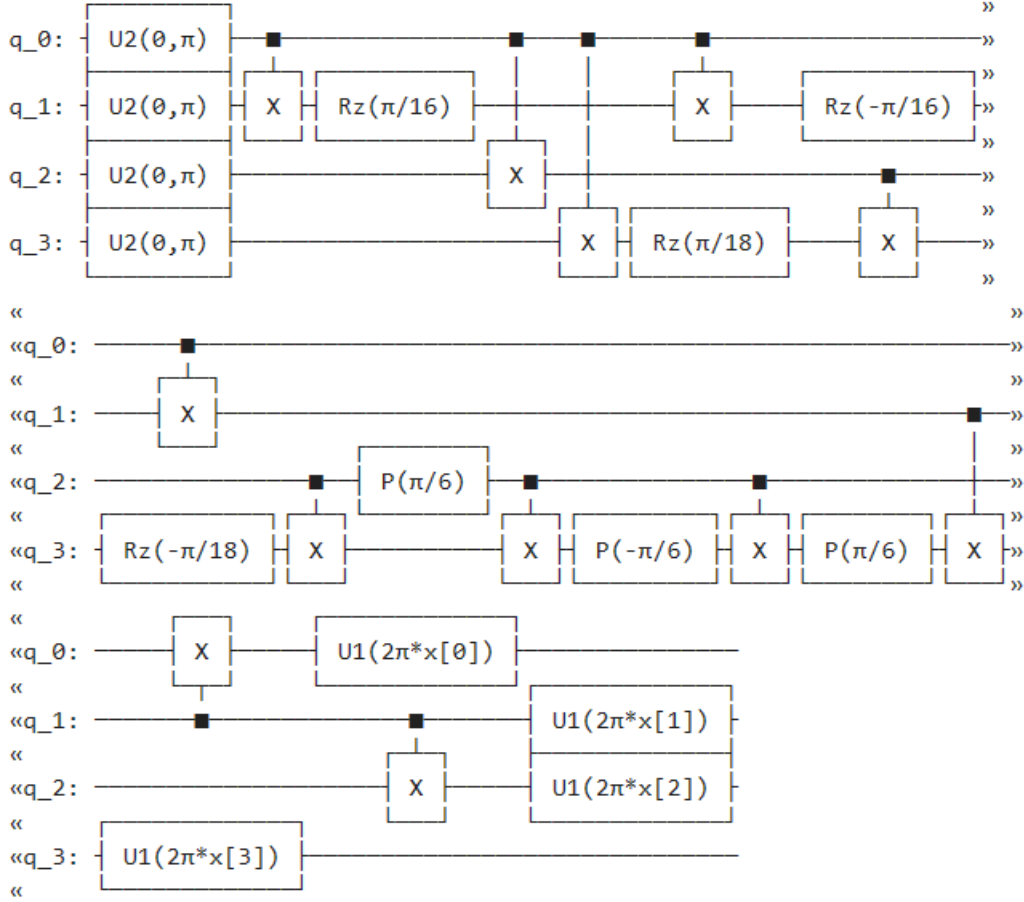 »
q_0: U2(0,π) ■ ■ ■ ■ »
»
q_1: U2(0,π) X Rz(π/16) X Rz(-π/16) »
»
q_2: U2(0,π) X ■ »
»
q_3: U2(0,π) X Rz(π/18) X »
»
« »
«q_0: ■ »
« »
«q_1: X ■ »
« »
«q_2: ■ P(π/6) ■ ■ »
« »
«q_3: Rz(-π/18) X X P(-π/6) X P(π/6) X »
« »
«
«q_0: X U1(2π*x[0])
«
«q_1: ■ ■ U1(2π*x[1])
«
«q_2: X U1(2π*x[2])
«
«q_3: U1(2π*x[3])
«